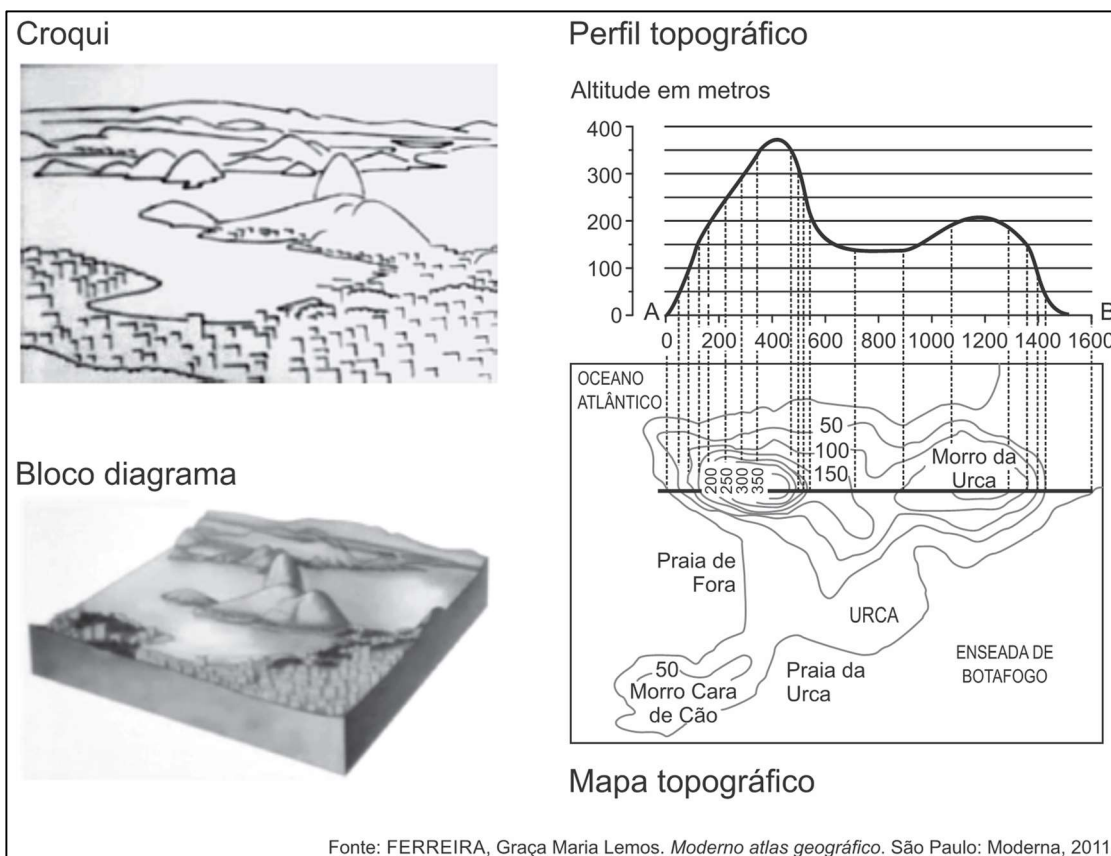 Croqui
Perfil topográfico
Altitude em metros
400
300
200
100
0
A
B
0 200 400 600 800 1000 1200 1400 1600
Bloco diagrama
OCEANO
ATLÂNTICO
50
100
150
200
250
300
350
Morro da
Urca
Praia de
Fora
URCA
ENSEADA DE
BOTAFOGO
50
Morro Cara
de Cão
Praia da
Urca
Mapa topográfico
Fonte: FERREIRA, Graça Maria Lemos. Moderno atlas geográfico. São Paulo: Moderna, 2011